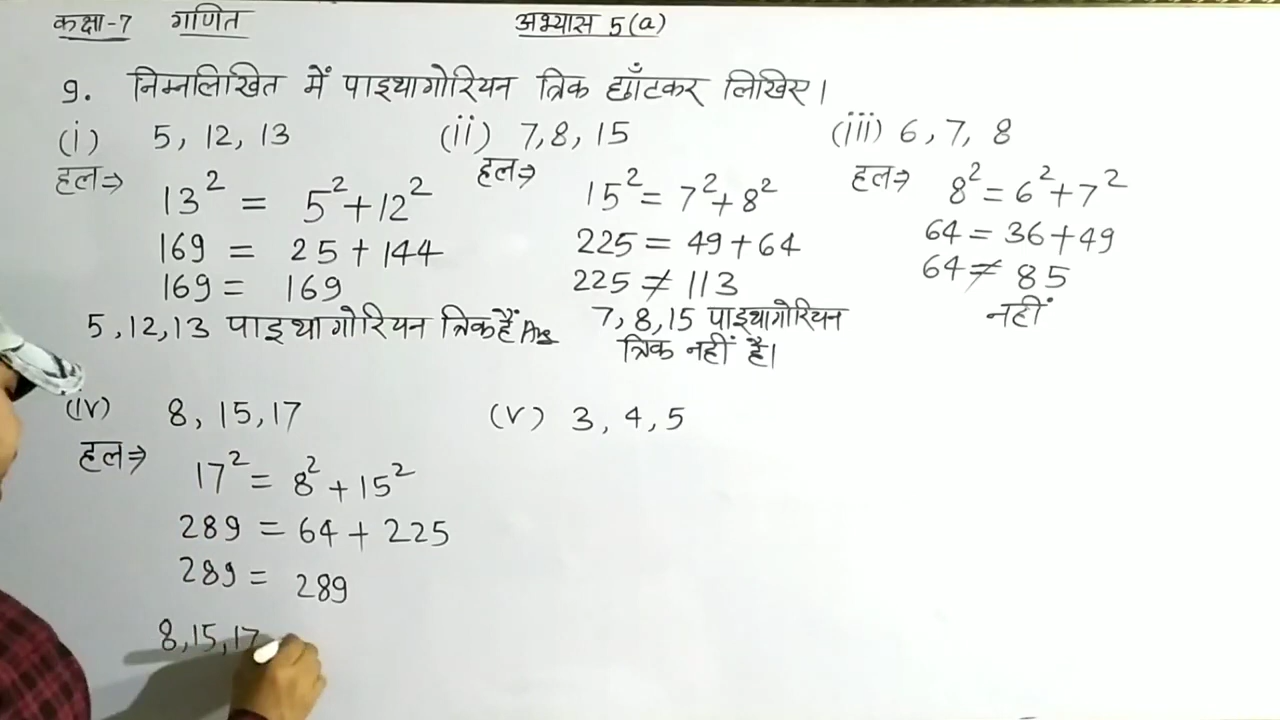 कक्षा-7 गणित अभ्यास 5(a)
9. निम्नलिखित में पाइथागोरियन त्रिक छाँटकर लिखिए।
(i) 5, 12, 13
हल⇒
13² = 5²+12²
169 = 25+144
169 = 169
5,12,13 पाइथागोरियन त्रिक हैं Ans
(ii) 7,8,15
हल⇒
15² = 7²+8²
225 = 49+64
225 ≠ 113
7,8,15 पाइथागोरियन
त्रिक नहीं है।
(iii) 6,7,8
हल⇒
8² = 6²+7²
64 = 36+49
64 ≠ 85
नहीं
(iv) 8, 15,17
हल⇒
17² = 8²+15²
289 = 64+225
289 = 289
8,15,17
(v) 3, 4, 5